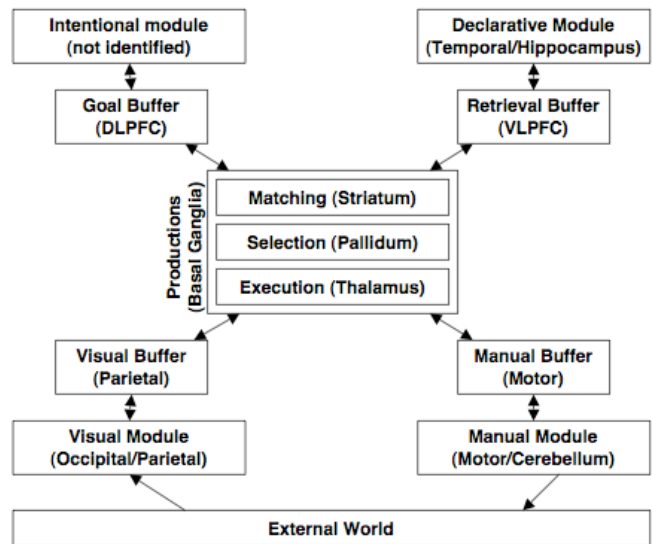 Intentional module
(not identified)
Declarative Module
(Temporal/Hippocampus)
Goal Buffer
(DLPFC)
Retrieval Buffer
(VLPFC)
Productions
(Basal Ganglia)
Matching (Striatum)
Selection (Pallidum)
Execution (Thalamus)
Visual Buffer
(Parietal)
Manual Buffer
(Motor)
Visual Module
(Occipital/Parietal)
Manual Module
(Motor/Cerebellum)
External World